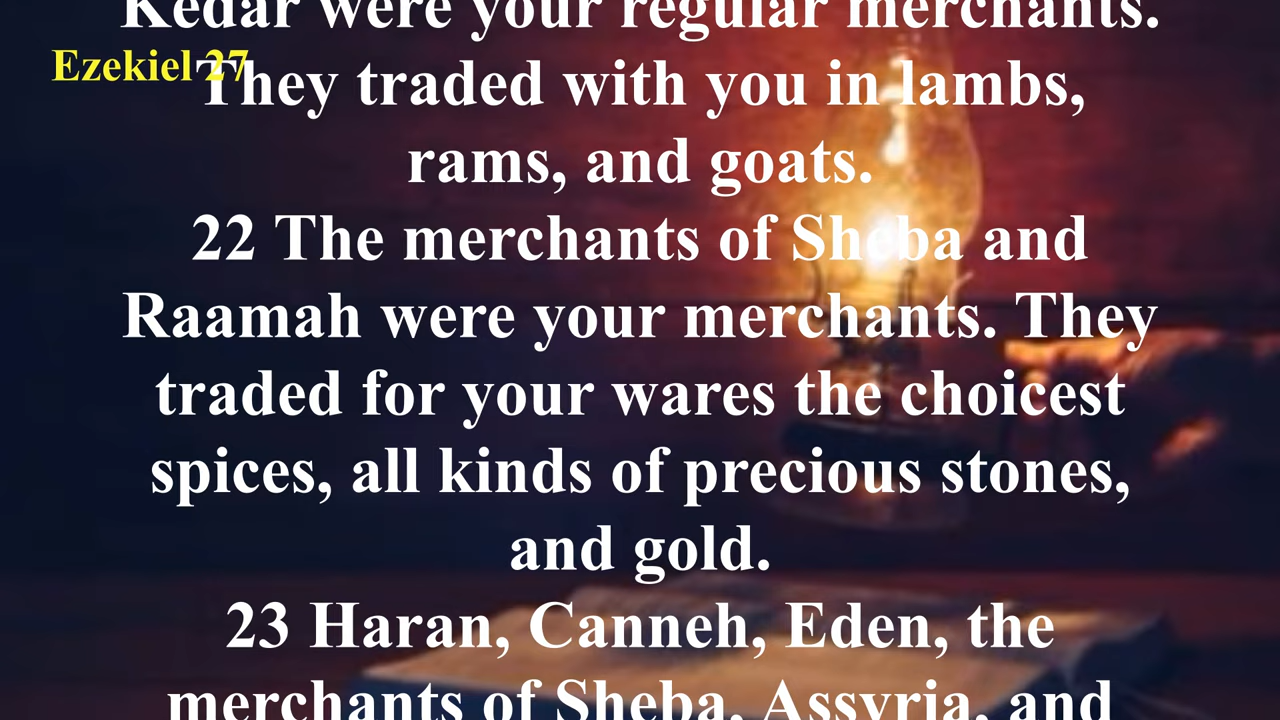 Kedar were your regular merchants.
Ezekiel 27
They traded with you in lambs,
rams, and goats.
22 The merchants of Sheba and
Raamah were your merchants. They
traded for your wares the choicest
spices, all kinds of precious stones,
and gold.
23 Haran, Canneh, Eden, the
merchants of Sheba, Assyria, and